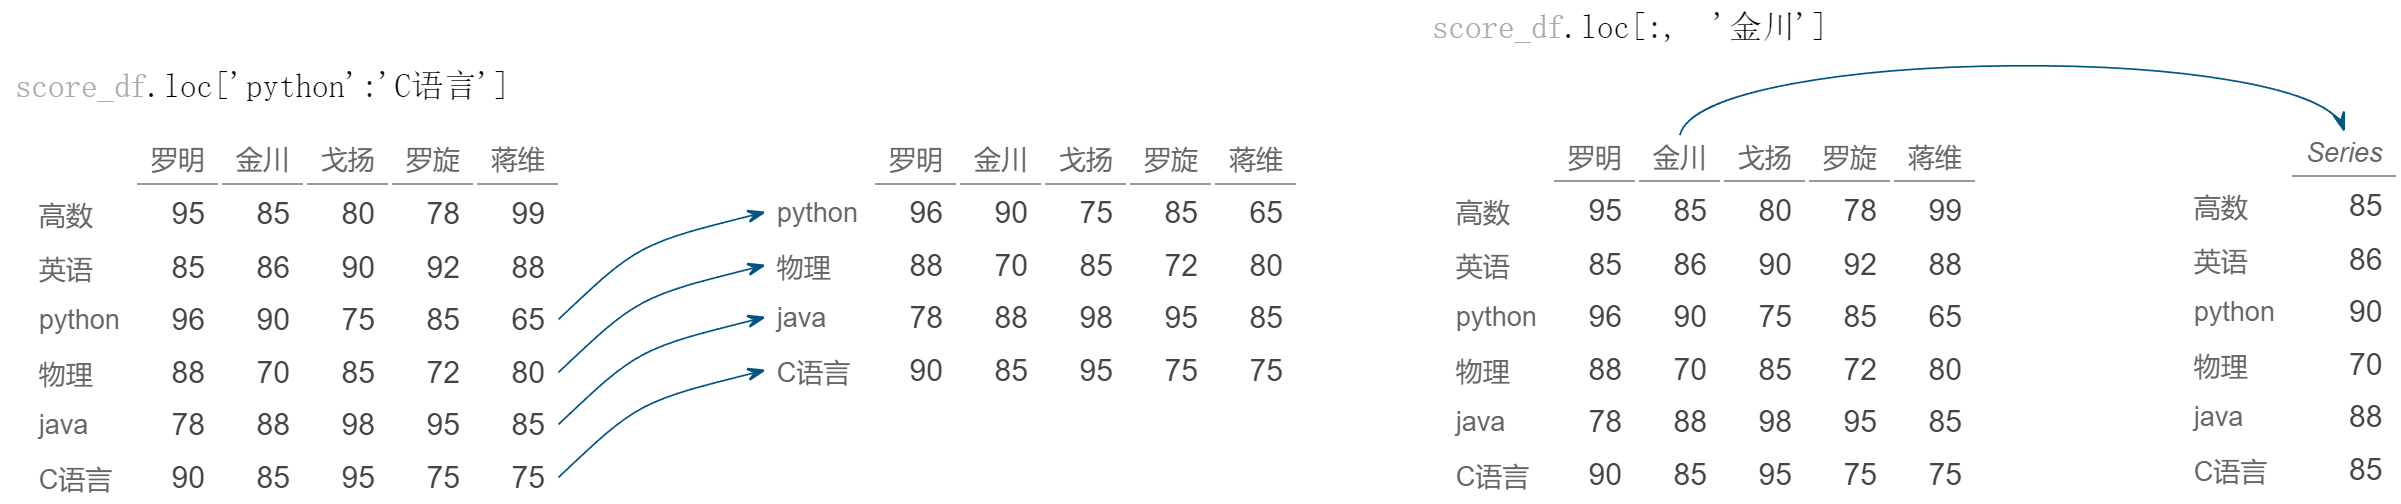 score_df.loc['python':'C语言']
罗明 金川 戈扬 罗旋 蒋维
高数 95 85 80 78 99
英语 85 86 90 92 88
python 96 90 75 85 65
物理 88 70 85 72 80
java 78 88 98 95 85
C语言 90 85 95 75 75
罗明 金川 戈扬 罗旋 蒋维
python 96 90 75 85 65
物理 88 70 85 72 80
java 78 88 98 95 85
C语言 90 85 95 75 75
score_df.loc[:, '金川']
罗明 金川 戈扬 罗旋 蒋维
高数 95 85 80 78 99
英语 85 86 90 92 88
python 96 90 75 85 65
物理 88 70 85 72 80
java 78 88 98 95 85
C语言 90 85 95 75 75
Series
高数 85
英语 86
python 90
物理 70
java 88
C语言 85